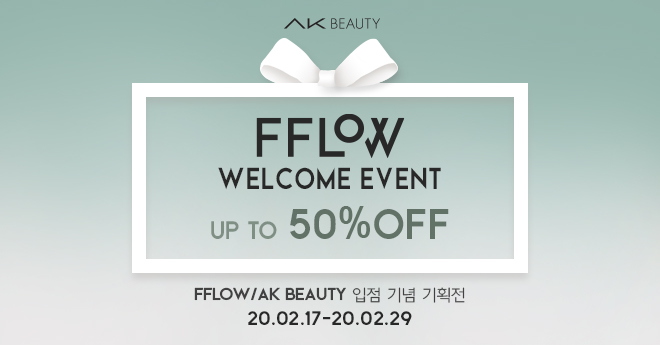 AK BEAUTY
FFLOW
WELCOME EVENT
UP TO 50%OFF
FFLOW/AK BEAUTY 입점 기념 기획전
20.02.17-20.02.29